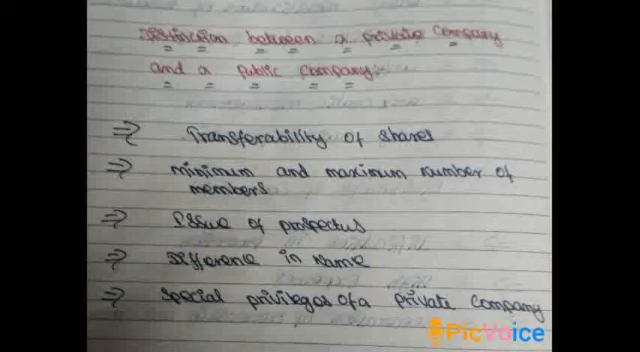 Distinction between a private Company
and a public company:-
⇒ Transferability of shares
⇒ minimum and maximum number of
members
⇒ Issue of prospectus
⇒ Difference in Name
⇒ special privileges of a private company
PicVoice